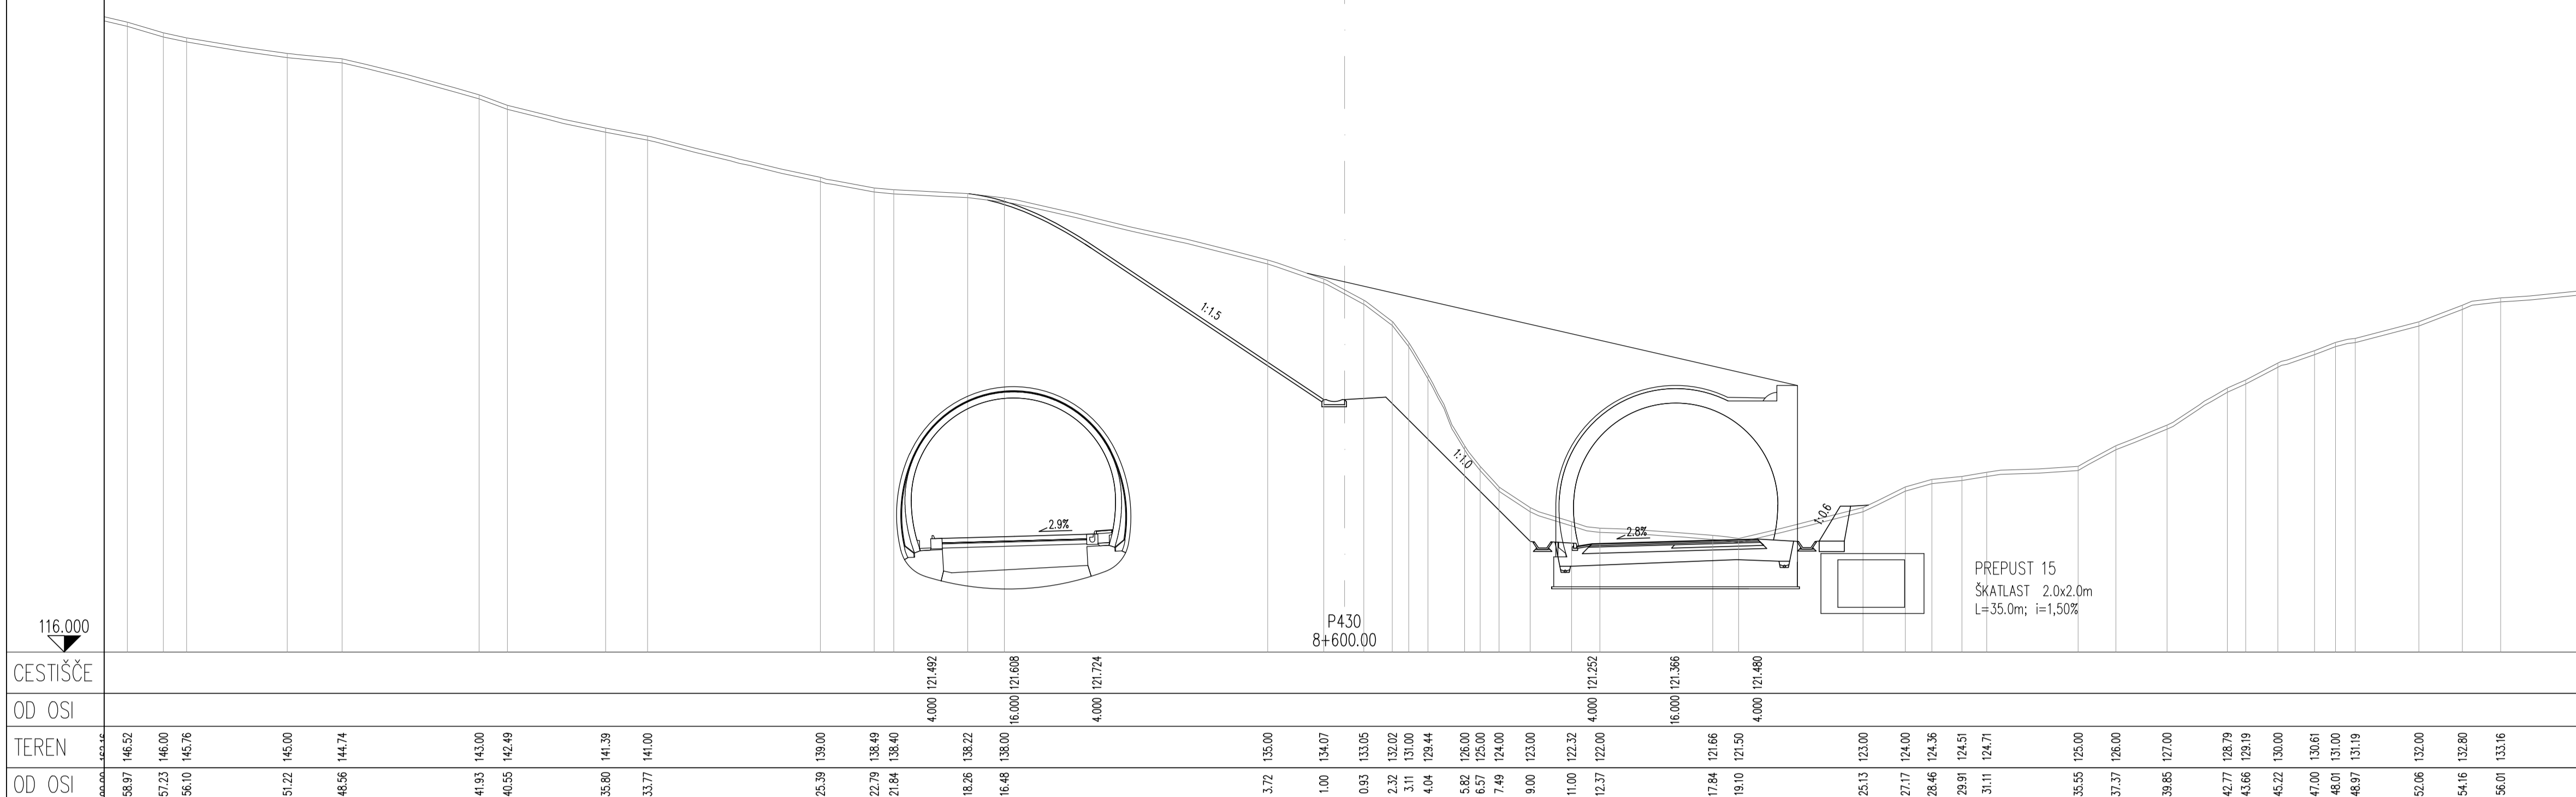 1:1.5
1:1.0
1:0.6
2.9%
2.8%
PREPUST 15
ŠKATLAST 2.0x2.0m
L=35.0m; i=1,50%
P430
8+600.00
116.000
CESTIŠČE 121.492 121.608 121.724 121.252 121.366 121.480
OD OSI 4.000 16.000 4.000 4.000 16.000 4.000
TEREN 146.52 146.00 145.76 145.00 144.74 143.00 142.49 141.39 141.00 139.00 138.49 138.40 138.22 138.00 135.00 134.07 133.05 132.02 131.00 129.44 126.00 125.00 124.00 123.00 122.32 122.00 121.66 121.50 123.00 124.00 124.36 124.51 124.71 125.00 126.00 127.00 128.79 129.19 130.00 130.61 131.00 131.19 132.00 132.80 133.16
OD OSI 58.97 57.23 56.10 51.22 48.56 41.93 40.55 35.80 33.77 25.39 22.79 21.84 18.26 16.48 3.72 1.00 0.93 2.32 3.11 4.04 5.82 6.57 7.49 9.00 11.00 12.37 17.84 19.10 25.13 27.17 28.46 29.91 31.11 35.55 37.37 39.85 42.77 43.66 45.22 47.00 48.01 48.97 52.06 54.16 56.01